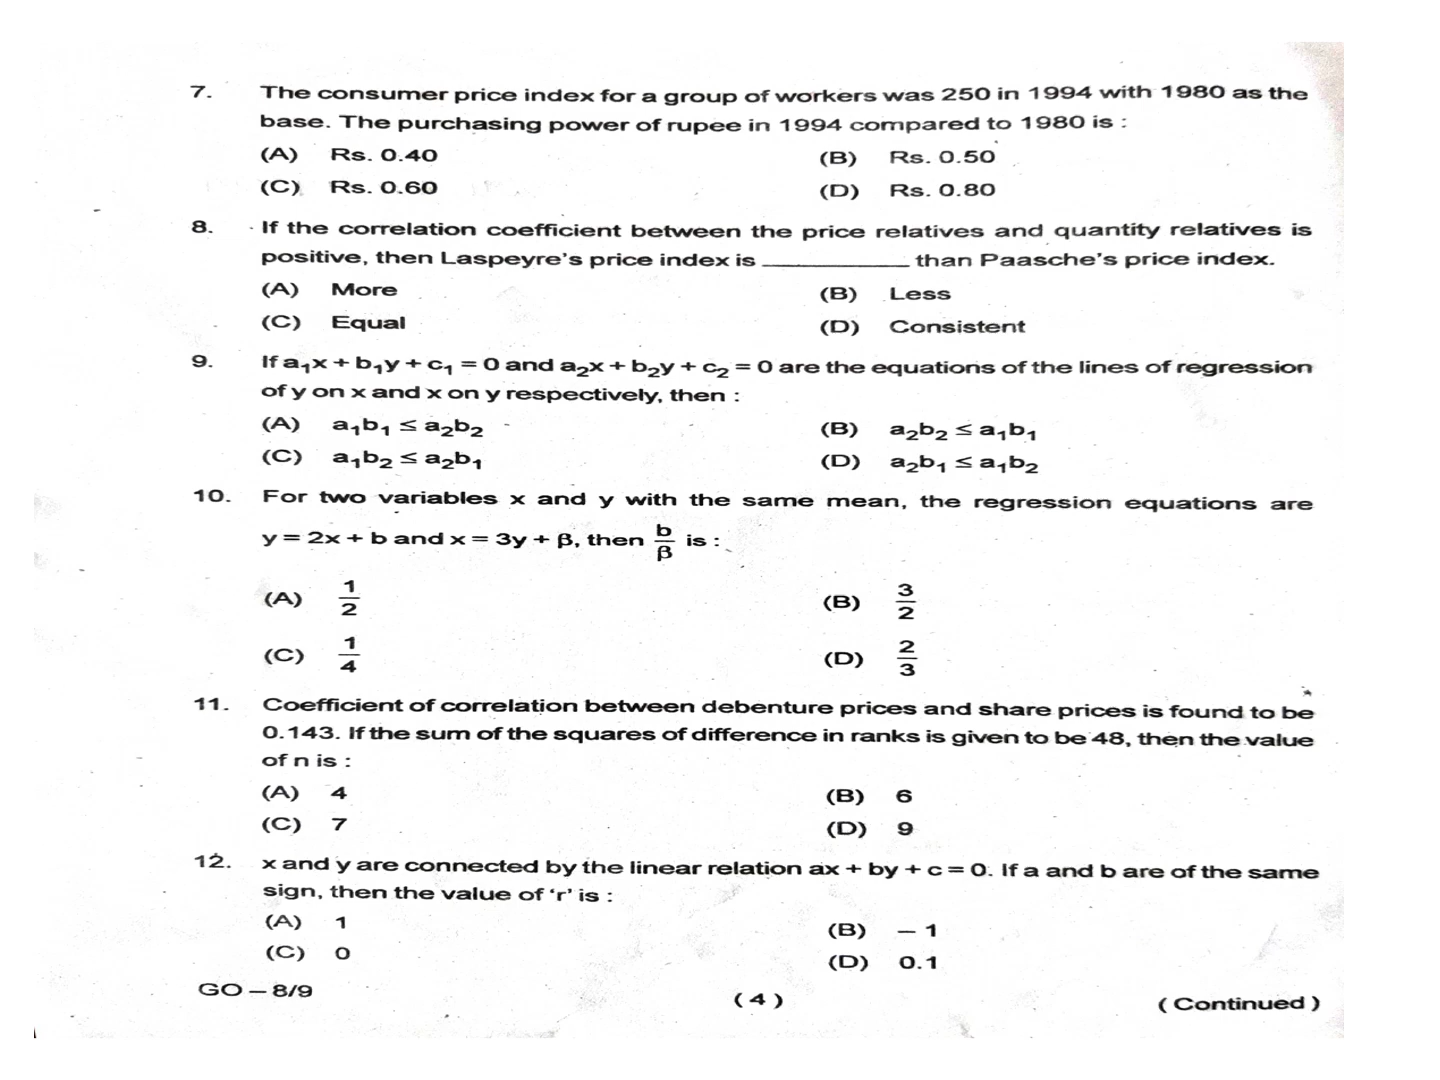 7. The consumer price index for a group of workers was 250 in 1994 with 1980 as the
base. The purchasing power of rupee in 1994 compared to 1980 is :
(A) Rs. 0.40 (B) Rs. 0.50
(C) Rs. 0.60 (D) Rs. 0.80
8. If the correlation coefficient between the price relatives and quantity relatives is
positive, then Laspeyre's price index is ____________ than Paasche's price index.
(A) More (B) Less
(C) Equal (D) Consistent
9. If a₁x + b₁y + c₁ = 0 and a₂x + b₂y + c₂ = 0 are the equations of the lines of regression
of y on x and x on y respectively, then :
(A) a₁b₁ ≤ a₂b₂ (B) a₂b₂ ≤ a₁b₁
(C) a₁b₂ ≤ a₂b₁ (D) a₂b₁ ≤ a₁b₂
10. For two variables x and y with the same mean, the regression equations are
y = 2x + b and x = 3y + β, then b/β is :
(A) 1/2 (B) 3/2
(C) 1/4 (D) 2/3
11. Coefficient of correlation between debenture prices and share prices is found to be
0.143. If the sum of the squares of difference in ranks is given to be 48, then the value
of n is :
(A) 4 (B) 6
(C) 7 (D) 9
12. x and y are connected by the linear relation ax + by + c = 0. If a and b are of the same
sign, then the value of 'r' is :
(A) 1 (B) – 1
(C) 0 (D) 0.1
GO – 8/9 ( 4 ) ( Continued )